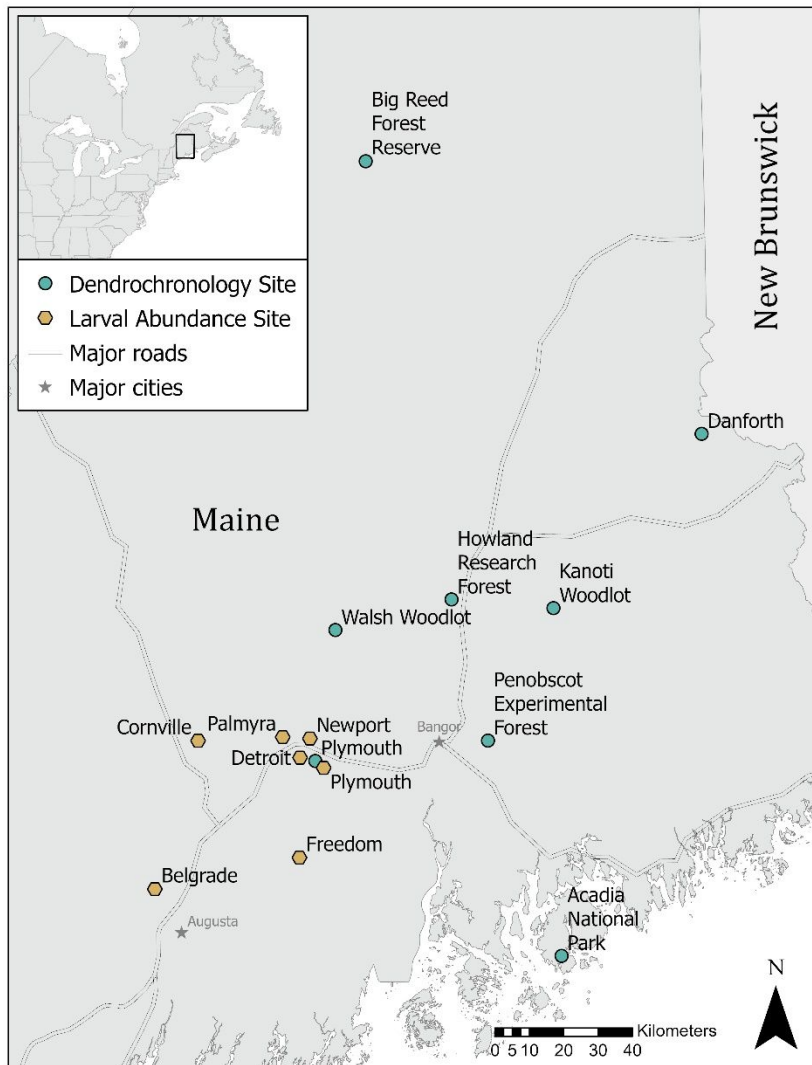 Dendrochronology Site
Larval Abundance Site
Major roads
Major cities
Big Reed
Forest
Reserve
New Brunswick
Danforth
Maine
Howland
Research
Forest
Kanoti
Woodlot
Walsh Woodlot
Penobscot
Experimental
Forest
Cornville
Palmyra
Newport
Bangor
Plymouth
Detroit
Plymouth
Freedom
Belgrade
Augusta
Acadia
National
Park
N
Kilometers
0 5 10 20 30 40